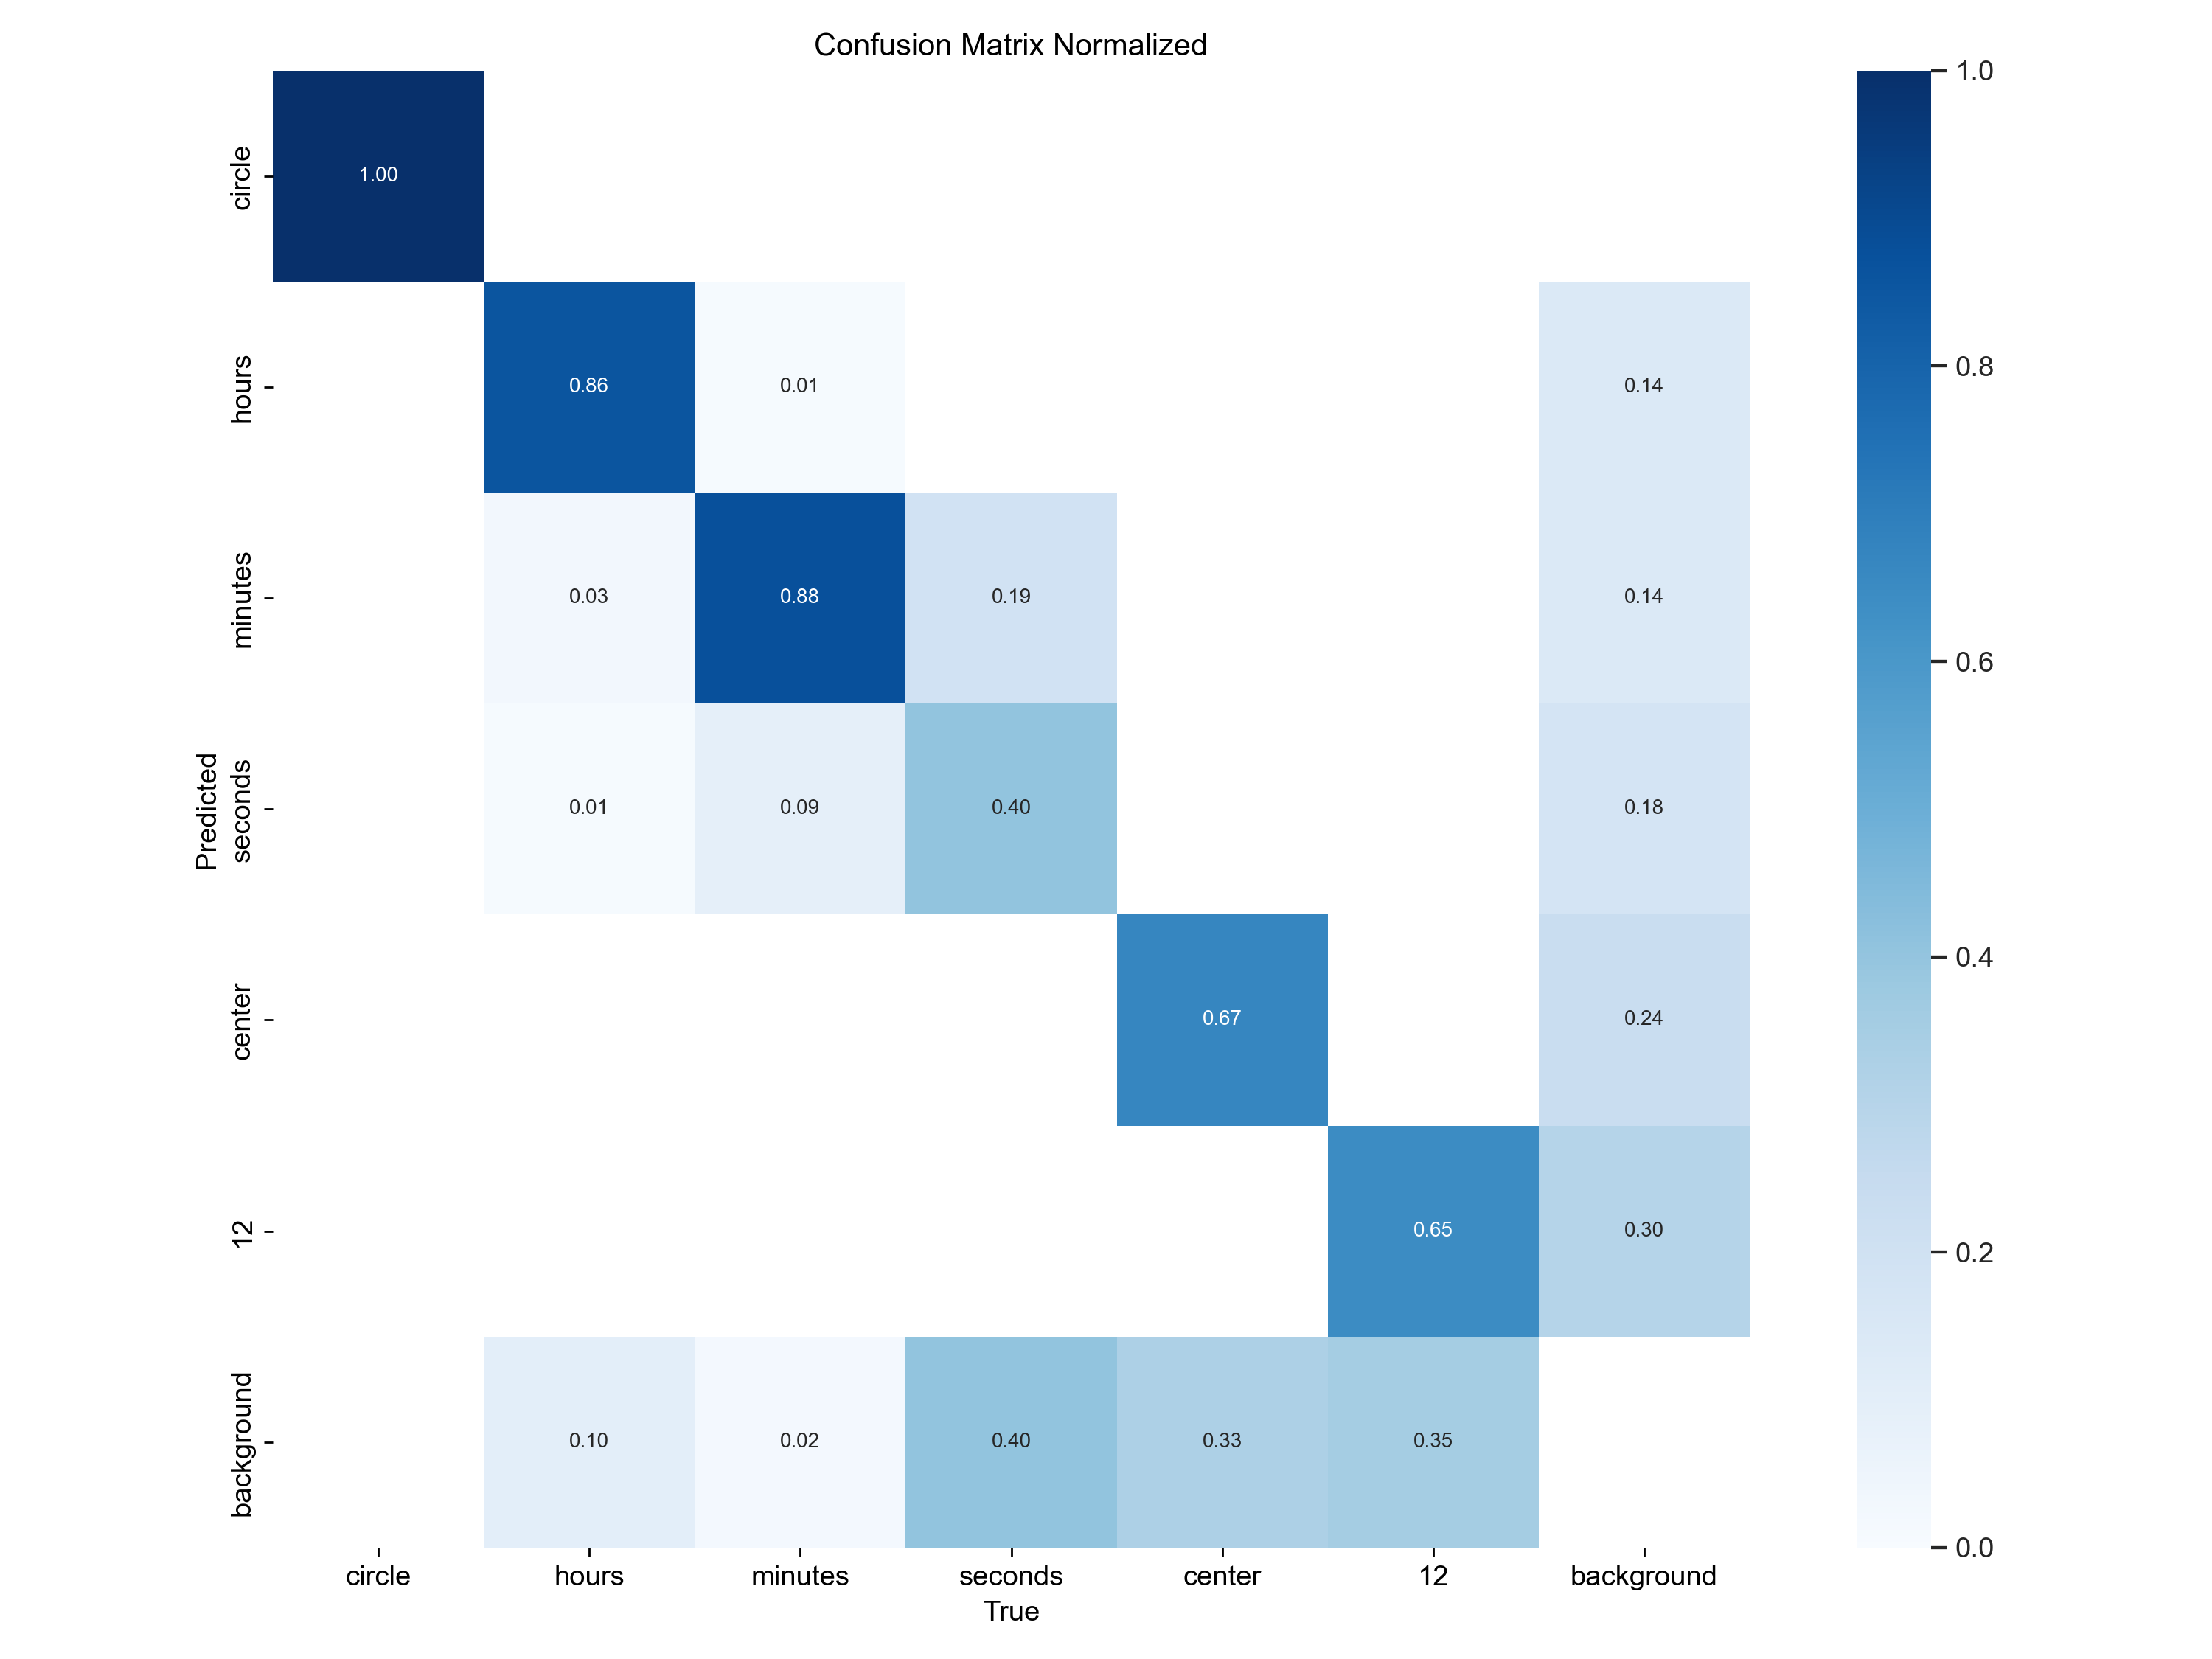 Confusion Matrix Normalized
circle
1.00
hours
0.86 0.01 0.14
minutes
0.03 0.88 0.19 0.14
Predicted
seconds
0.01 0.09 0.40 0.18
center
0.67 0.24
12
0.65 0.30
background
0.10 0.02 0.40 0.33 0.35
circle hours minutes seconds center 12 background
True
1.0
0.8
0.6
0.4
0.2
0.0